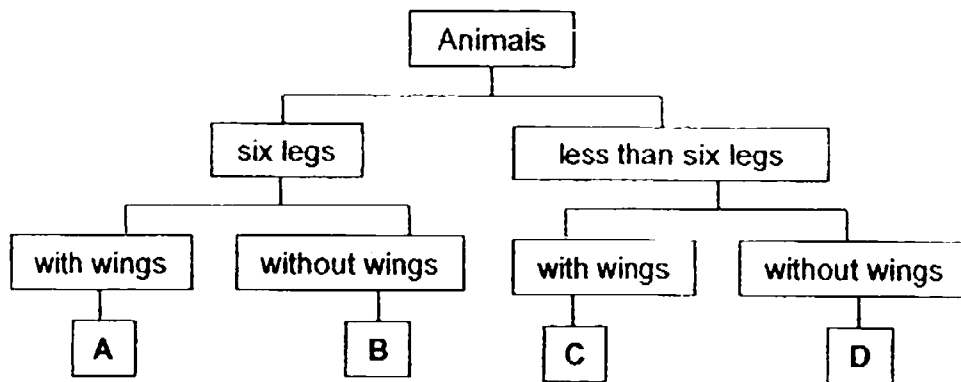 Animals
six legs
less than six legs
with wings
without wings
with wings
without wings
A
B
C
D